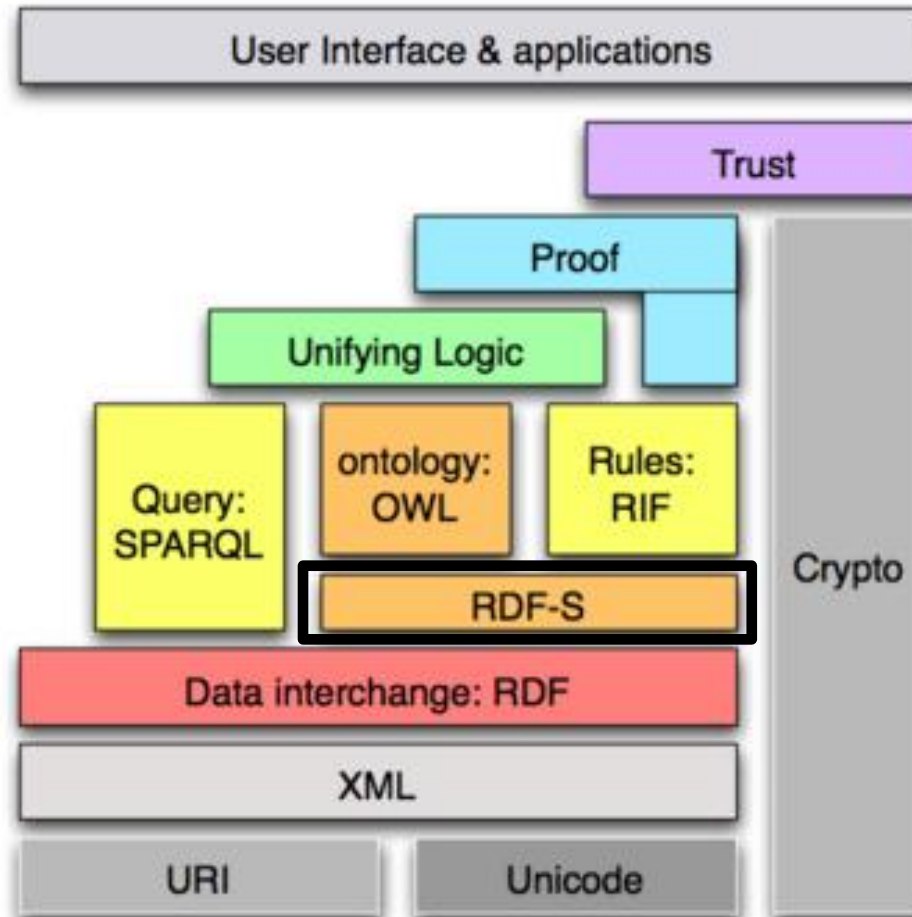 User Interface & applications
Trust
Proof
Unifying Logic
Query:
SPARQL
ontology:
OWL
Rules:
RIF
Crypto
RDF-S
Data interchange: RDF
XML
URI
Unicode